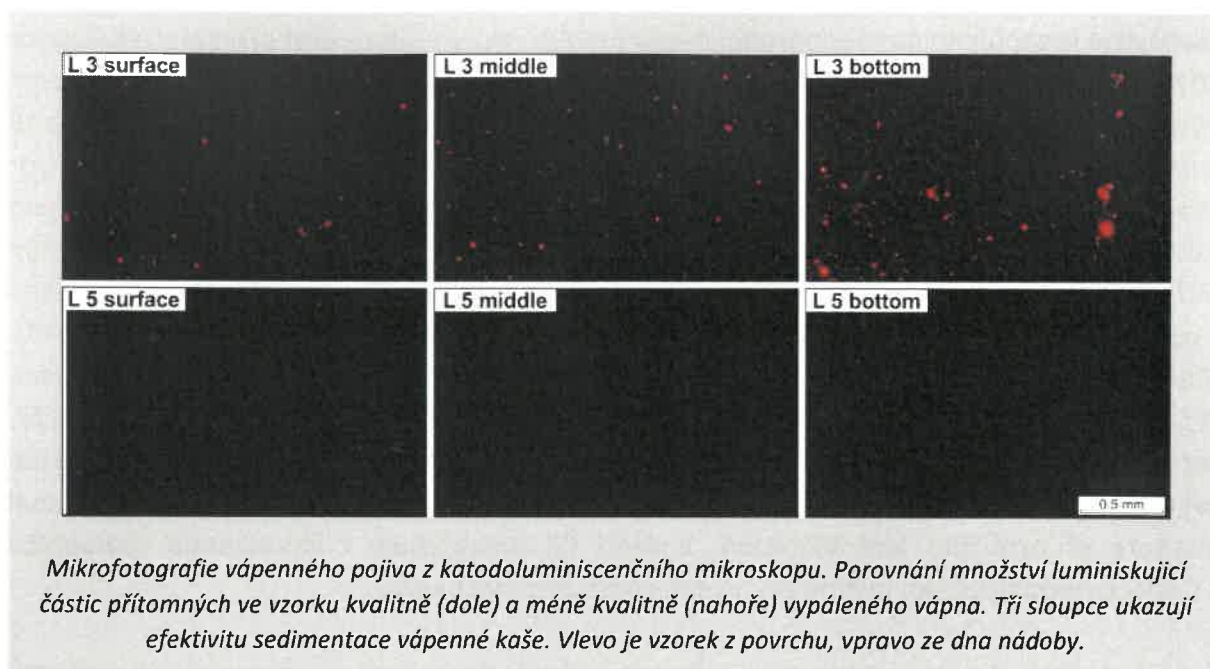 L 3 surface
L 3 middle
L 3 bottom
L 5 surface
L 5 middle
L 5 bottom
0.5 mm
Mikrofotografie vápenného pojiva z katodoluminiscenčního mikroskopu. Porovnání množství luminiskujicí
částic přítomných ve vzorku kvalitně (dole) a méně kvalitně (nahoře) vypáleného vápna. Tři sloupce ukazují
efektivitu sedimentace vápenné kaše. Vlevo je vzorek z povrchu, vpravo ze dna nádoby.